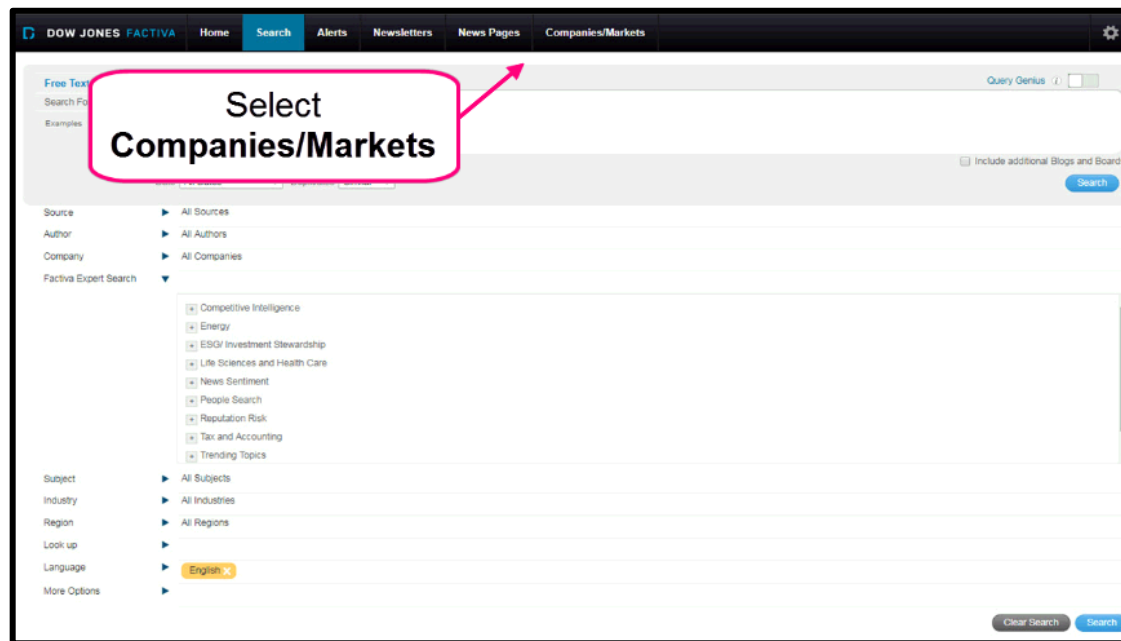 DOW JONES FACTIVA Home Search Alerts Newsletters News Pages Companies/Markets
Free Text
Query Genius
Search Fo
Examples
Select
Companies/Markets
Include additional Blogs and Board
Search
Source All Sources
Author All Authors
Company All Companies
Factiva Expert Search
Competitive Intelligence
Energy
ESG/ Investment Stewardship
Life Sciences and Health Care
News Sentiment
People Search
Reputation Risk
Tax and Accounting
Trending Topics
Subject All Subjects
Industry All Industries
Region All Regions
Look up
Language English
More Options
Clear Search Search